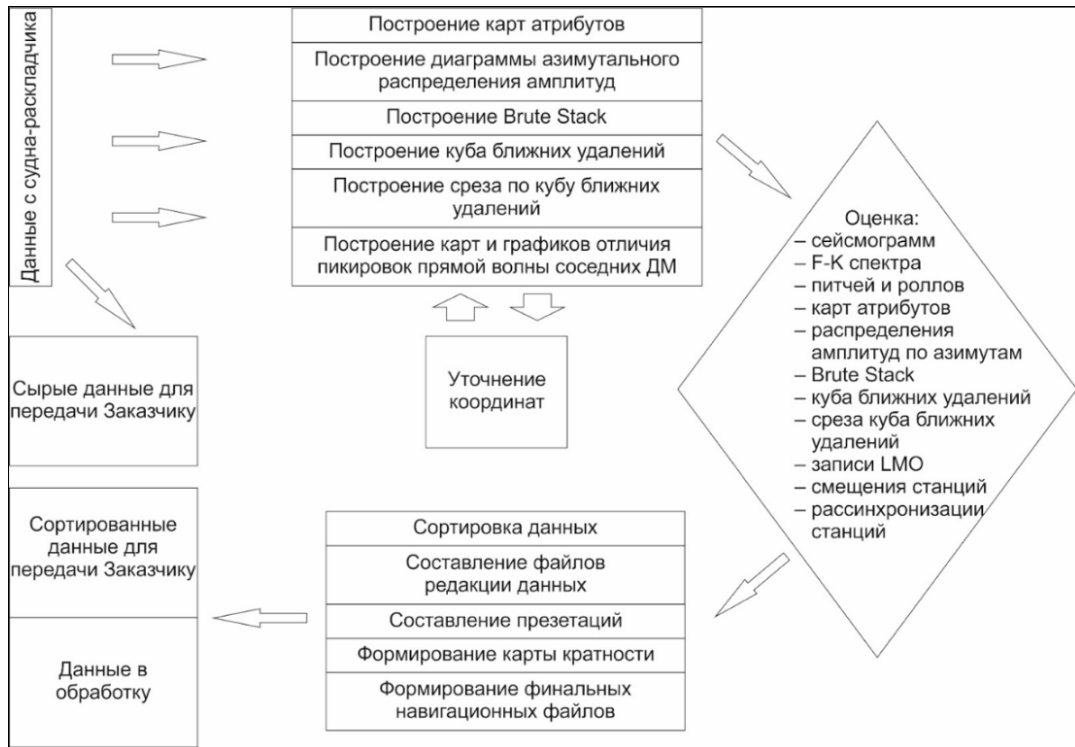 Данные с судна-раскладчика
Построение карт атрибутов
Построение диаграммы азимутального
распределения амплитуд
Построение Brute Stack
Построение куба ближних удалений
Построение среза по кубу ближних
удалений
Построение карт и графиков отличия
пикировок прямой волны соседних ДМ
Сырые данные для
передачи Заказчику
Уточнение
координат
Оценка:
– сейсмограмм
– F-K спектра
– питчей и роллов
– карт атрибутов
– распределения
амплитуд по азимутам
– Brute Stack
– куба ближних удалений
– среза куба ближних
удалений
– записи LMO
– смещения станций
– рассинхронизации
станций
Сортировка данных
Составление файлов
редакции данных
Составление презетаций
Формирование карты кратности
Формирование финальных
навигационных файлов
Сортированные
данные для
передачи Заказчику
Данные в
обработку